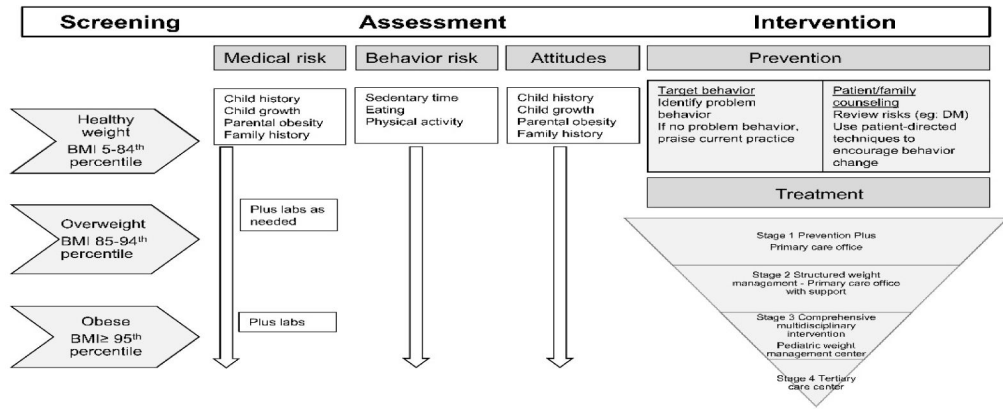 Screening
Assessment
Intervention
Medical risk
Behavior risk
Attitudes
Prevention
Healthy
weight
BMI 5-84th
percentile
Child history
Child growth
Parental obesity
Family history
Sedentary time
Eating
Physical activity
Child history
Child growth
Parental obesity
Family history
Target behavior
Identify problem
behavior
If no problem behavior,
praise current practice
Patient/family
counseling
Review risks (eg: DM)
Use patient-directed
techniques to
encourage behavior
change
Treatment
Overweight
BMI 85-94th
percentile
Plus labs as
needed
Stage 1 Prevention Plus
Primary care office
Stage 2 Structured weight
management - Primary care office
with support
Obese
BMI≥ 95th
percentile
Plus labs
Stage 3 Comprehensive
multidisciplinary
intervention
Pediatric weight
management center
Stage 4 Tertiary
care center